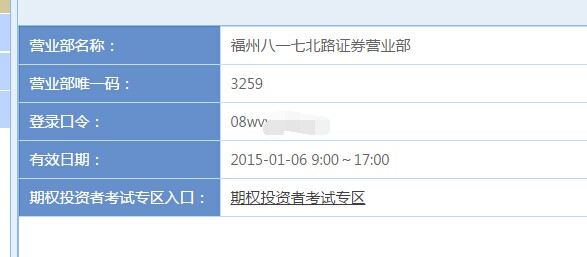 营业部名称： 福州八一七北路证券营业部
营业部唯一码： 3259
登录口令： 08wv
有效日期： 2015-01-06 9:00～17:00
期权投资者考试专区入口： 期权投资者考试专区